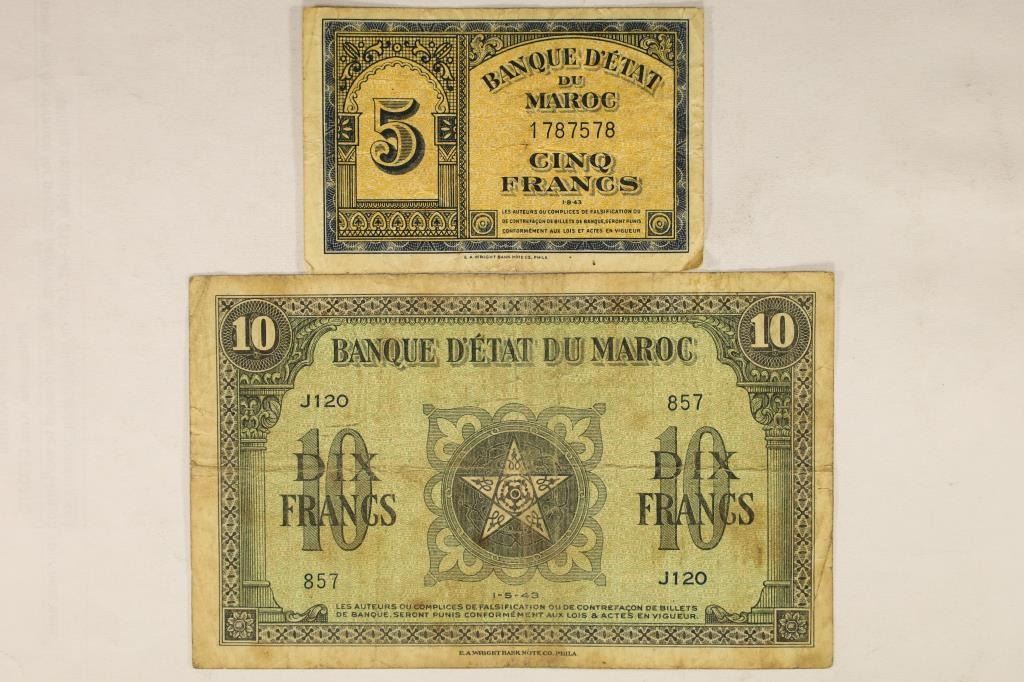 5
BANQUE D'ÉTAT
DU
MAROC
1787578
CINQ
FRANCS
1-8-43
LES AUTEURS OU COMPLICES DE FALSIFICATION OU
DE CONTREFAÇON DE BILLETS DE BANQUE, SERONT PUNIS
CONFORMÉMENT AUX LOIS ET ACTES EN VIGUEUR.
E. A. WRIGHT BANK NOTE CO. PHILA.
10 10
BANQUE D'ÉTAT DU MAROC
J120 857
10 10
DIX DIX
FRANCS FRANCS
857 J120
1-5-43
LES AUTEURS OU COMPLICES DE FALSIFICATION OU DE CONTREFAÇON DE BILLETS
DE BANQUE, SERONT PUNIS CONFORMÉMENT AUX LOIS & ACTES EN VIGUEUR.
E. A. WRIGHT BANK NOTE CO. PHILA.